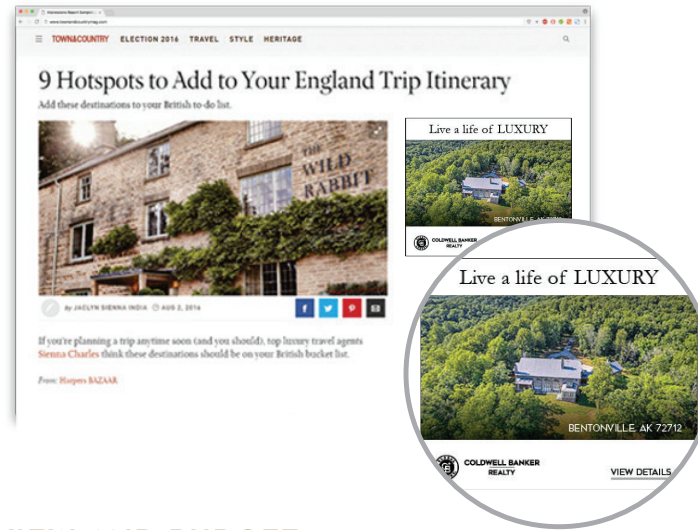 www.townandcountrymag.com
TOWN&COUNTRY ELECTION 2016 TRAVEL STYLE HERITAGE
9 Hotspots to Add to Your England Trip Itinerary
Add these destinations to your British to-do list.
THE
WILD
RABBIT
By JACLYN SIENNA INDIA AUG 2, 2016
If you're planning a trip anytime soon (and you should), top luxury travel agents
Sienna Charles think these destinations should be on your British bucket list.
From: Harpers BAZAAR
Live a life of LUXURY
BENTONVILLE, AK
COLDWELL BANKER
REALTY
Live a life of LUXURY
BENTONVILLE, AK 72712
COLDWELL BANKER
REALTY
VIEW DETAILS